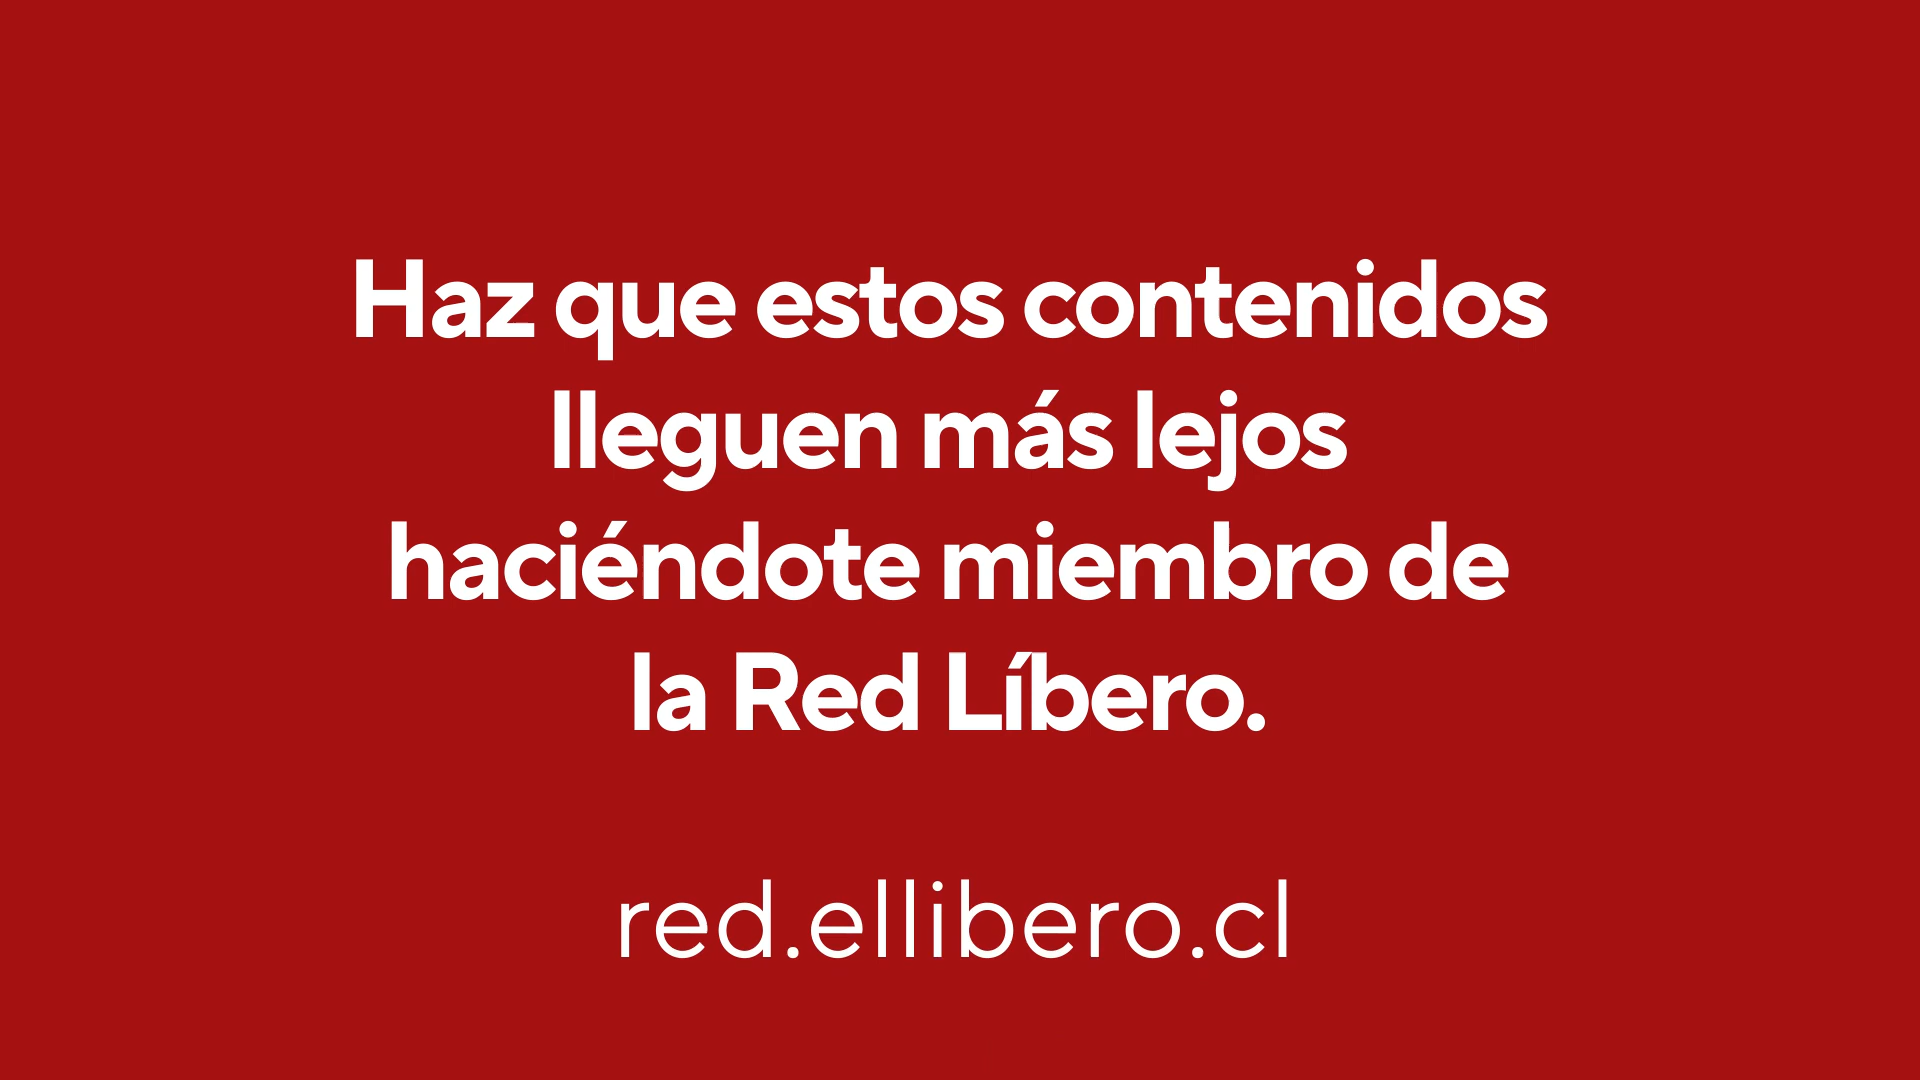 Haz que estos contenidos
lleguen más lejos
haciéndote miembro de
la Red Líbero.
red.ellibero.cl